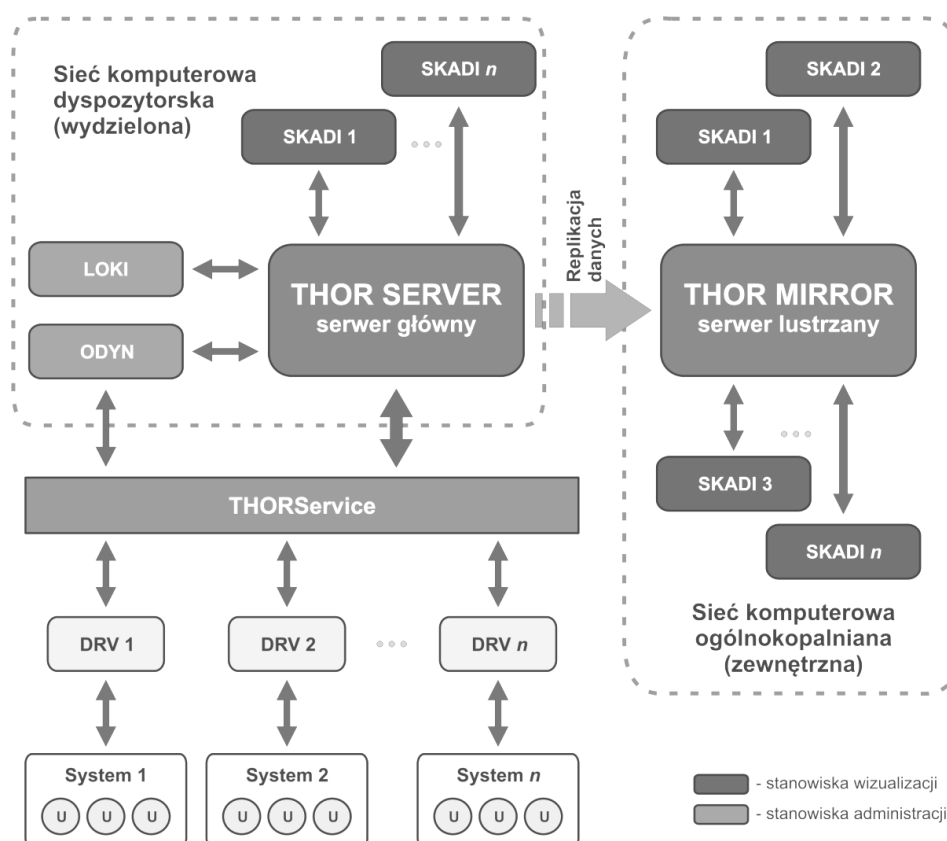 Sieć komputerowa
dyspozytorska
(wydzielona)
SKADI n
SKADI 1
LOKI
ODYN
THOR SERVER
serwer główny
Replikacja
danych
SKADI 2
SKADI 1
THOR MIRROR
serwer lustrzany
SKADI 3
SKADI n
Sieć komputerowa
ogólnokopalniana
(zewnętrzna)
THORService
DRV 1
DRV 2
DRV n
System 1
U U U
System 2
U U U
System n
U U U
- stanowiska wizualizacji
- stanowiska administracji